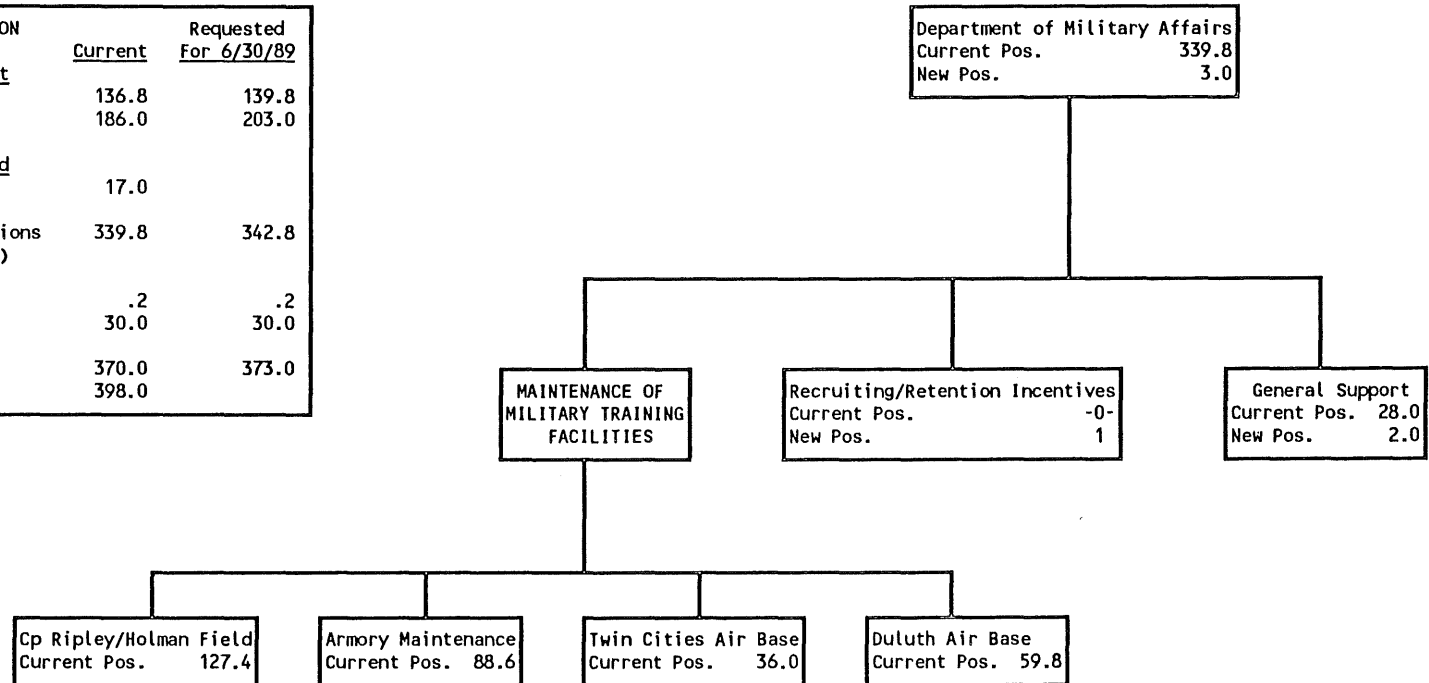 ON Requested
Current For 6/30/89
t
136.8 139.8
186.0 203.0
d
17.0
ions 339.8 342.8
)
.2 .2
30.0 30.0
370.0 373.0
398.0
Department of Military Affairs
Current Pos. 339.8
New Pos. 3.0
MAINTENANCE OF
MILITARY TRAINING
FACILITIES
Recruiting/Retention Incentives
Current Pos. -0-
New Pos. 1
General Support
Current Pos. 28.0
New Pos. 2.0
Cp Ripley/Holman Field
Current Pos. 127.4
Armory Maintenance
Current Pos. 88.6
Twin Cities Air Base
Current Pos. 36.0
Duluth Air Base
Current Pos. 59.8